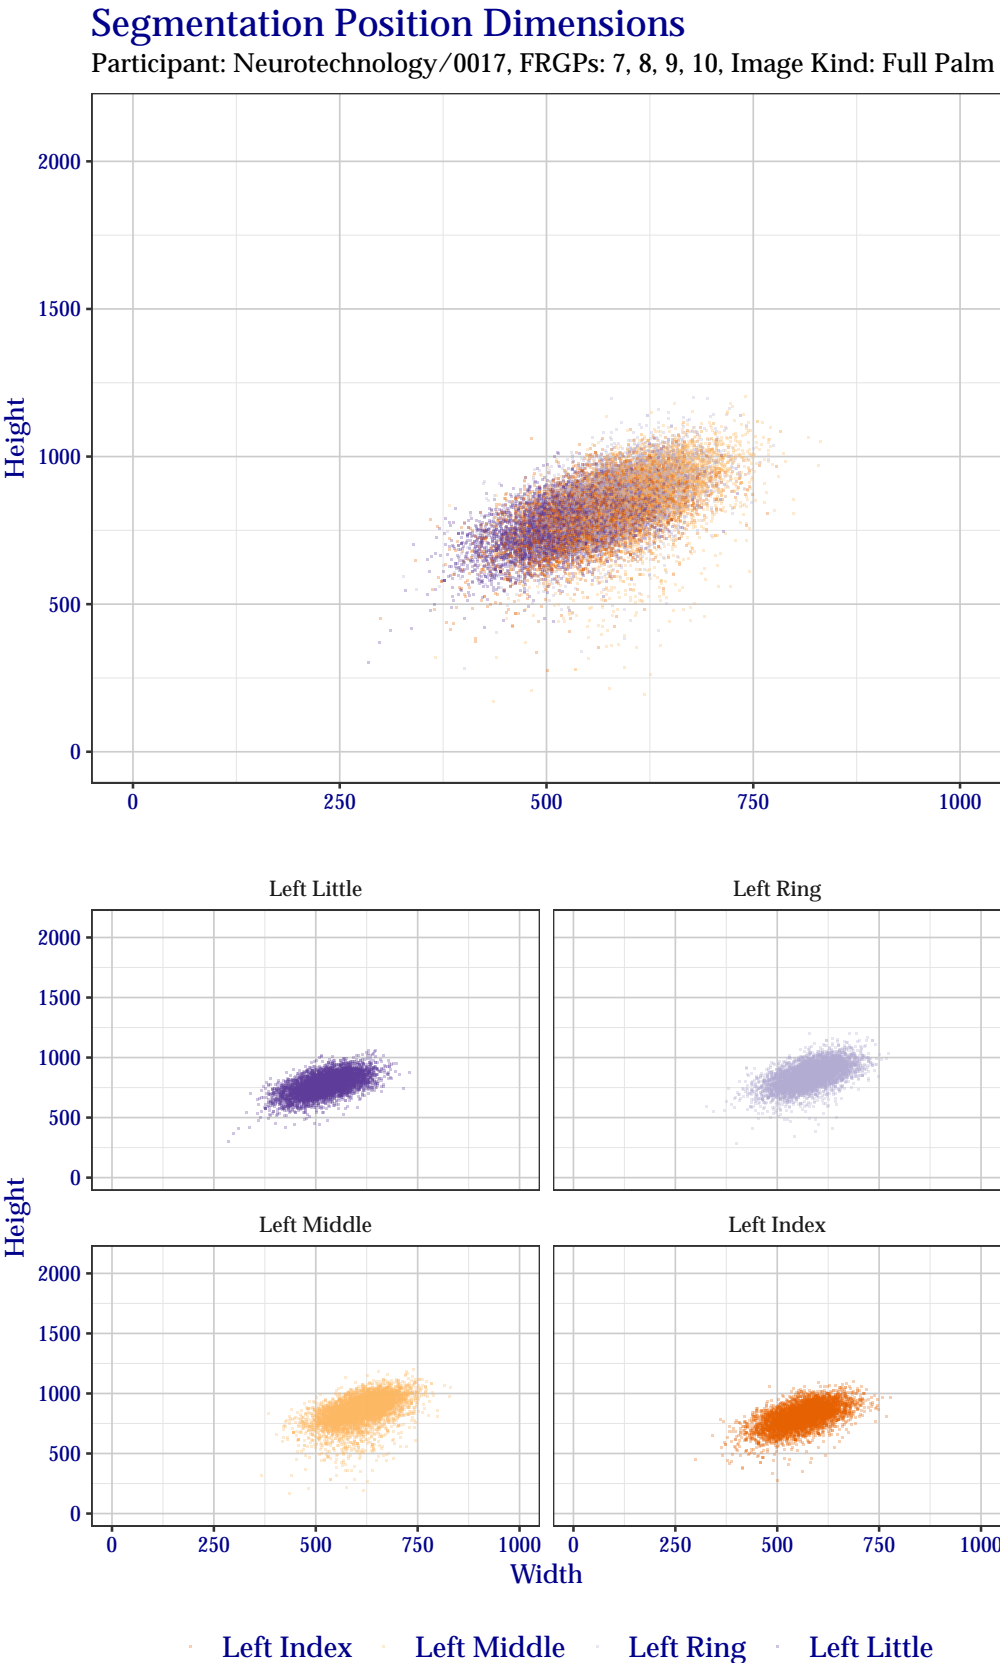 Segmentation Position Dimensions
Participant: Neurotechnology/0017, FRGPs: 7, 8, 9, 10, Image Kind: Full Palm
Height
2000
1500
1000
500
0
0 250 500 750 1000
Left Little Left Ring
2000
1500
1000
500
0
Height
Left Middle Left Index
2000
1500
1000
500
0
0 250 500 750 1000 0 250 500 750 1000
Width
Left Index Left Middle Left Ring Left Little